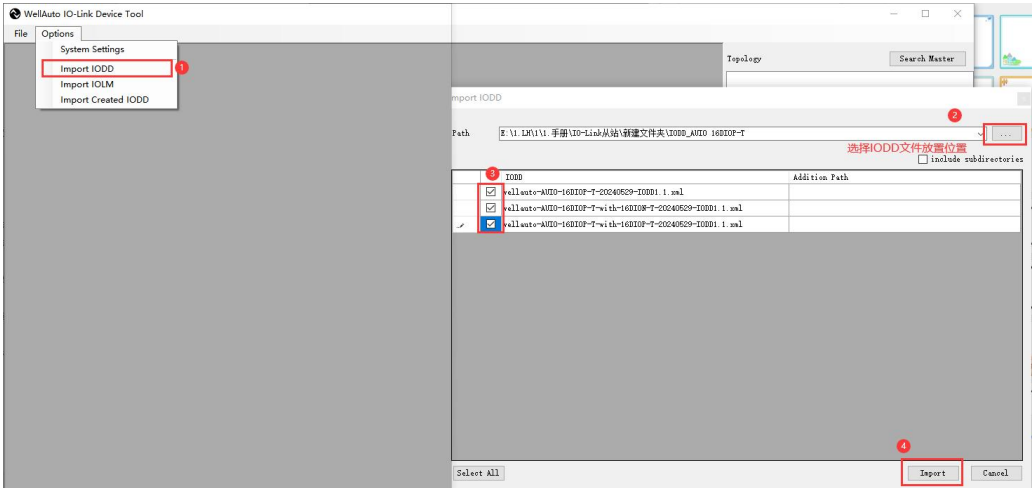 WellAuto IO-Link Device Tool
File Options
System Settings
Import IODD 1
Import IOLM
Import Created IODD
Topology Search Master
Import IODD
2
Path E:\1.LH\1\1.手册\IO-Link从站\新建文件夹\IODD_AUIO 16DIOP-T ...
选择IODD文件放置位置
include subdirectories
3 IODD Addition Path
wellauto-AUIO-16DIOP-T-20240529-IODD1.1.xml
wellauto-AUIO-16DIOP-T-with-16DION-T-20240529-IODD1.1.xml
wellauto-AUIO-16DIOP-T-with-16DIOP-T-20240529-IODD1.1.xml
4
Select All Import Cancel